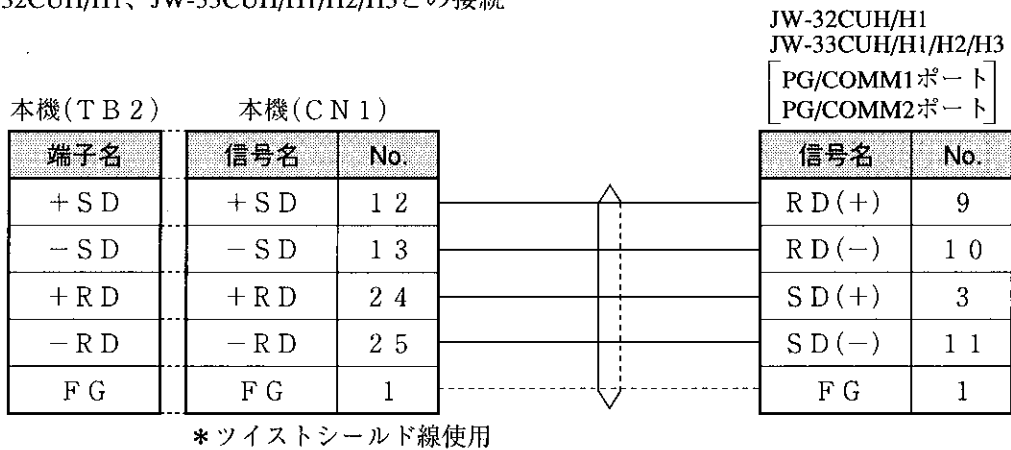 32CUH/H1、JW-33CUH/H1/H2/H3との接続
JW-32CUH/H1
JW-33CUH/H1/H2/H3
PG/COMM1ポート
PG/COMM2ポート
本機(TB2) 本機(CN1)
端子名 信号名 No. 信号名 No.
+SD +SD 12 RD(+) 9
-SD -SD 13 RD(-) 10
+RD +RD 24 SD(+) 3
-RD -RD 25 SD(-) 11
FG FG 1 FG 1
*ツイストシールド線使用